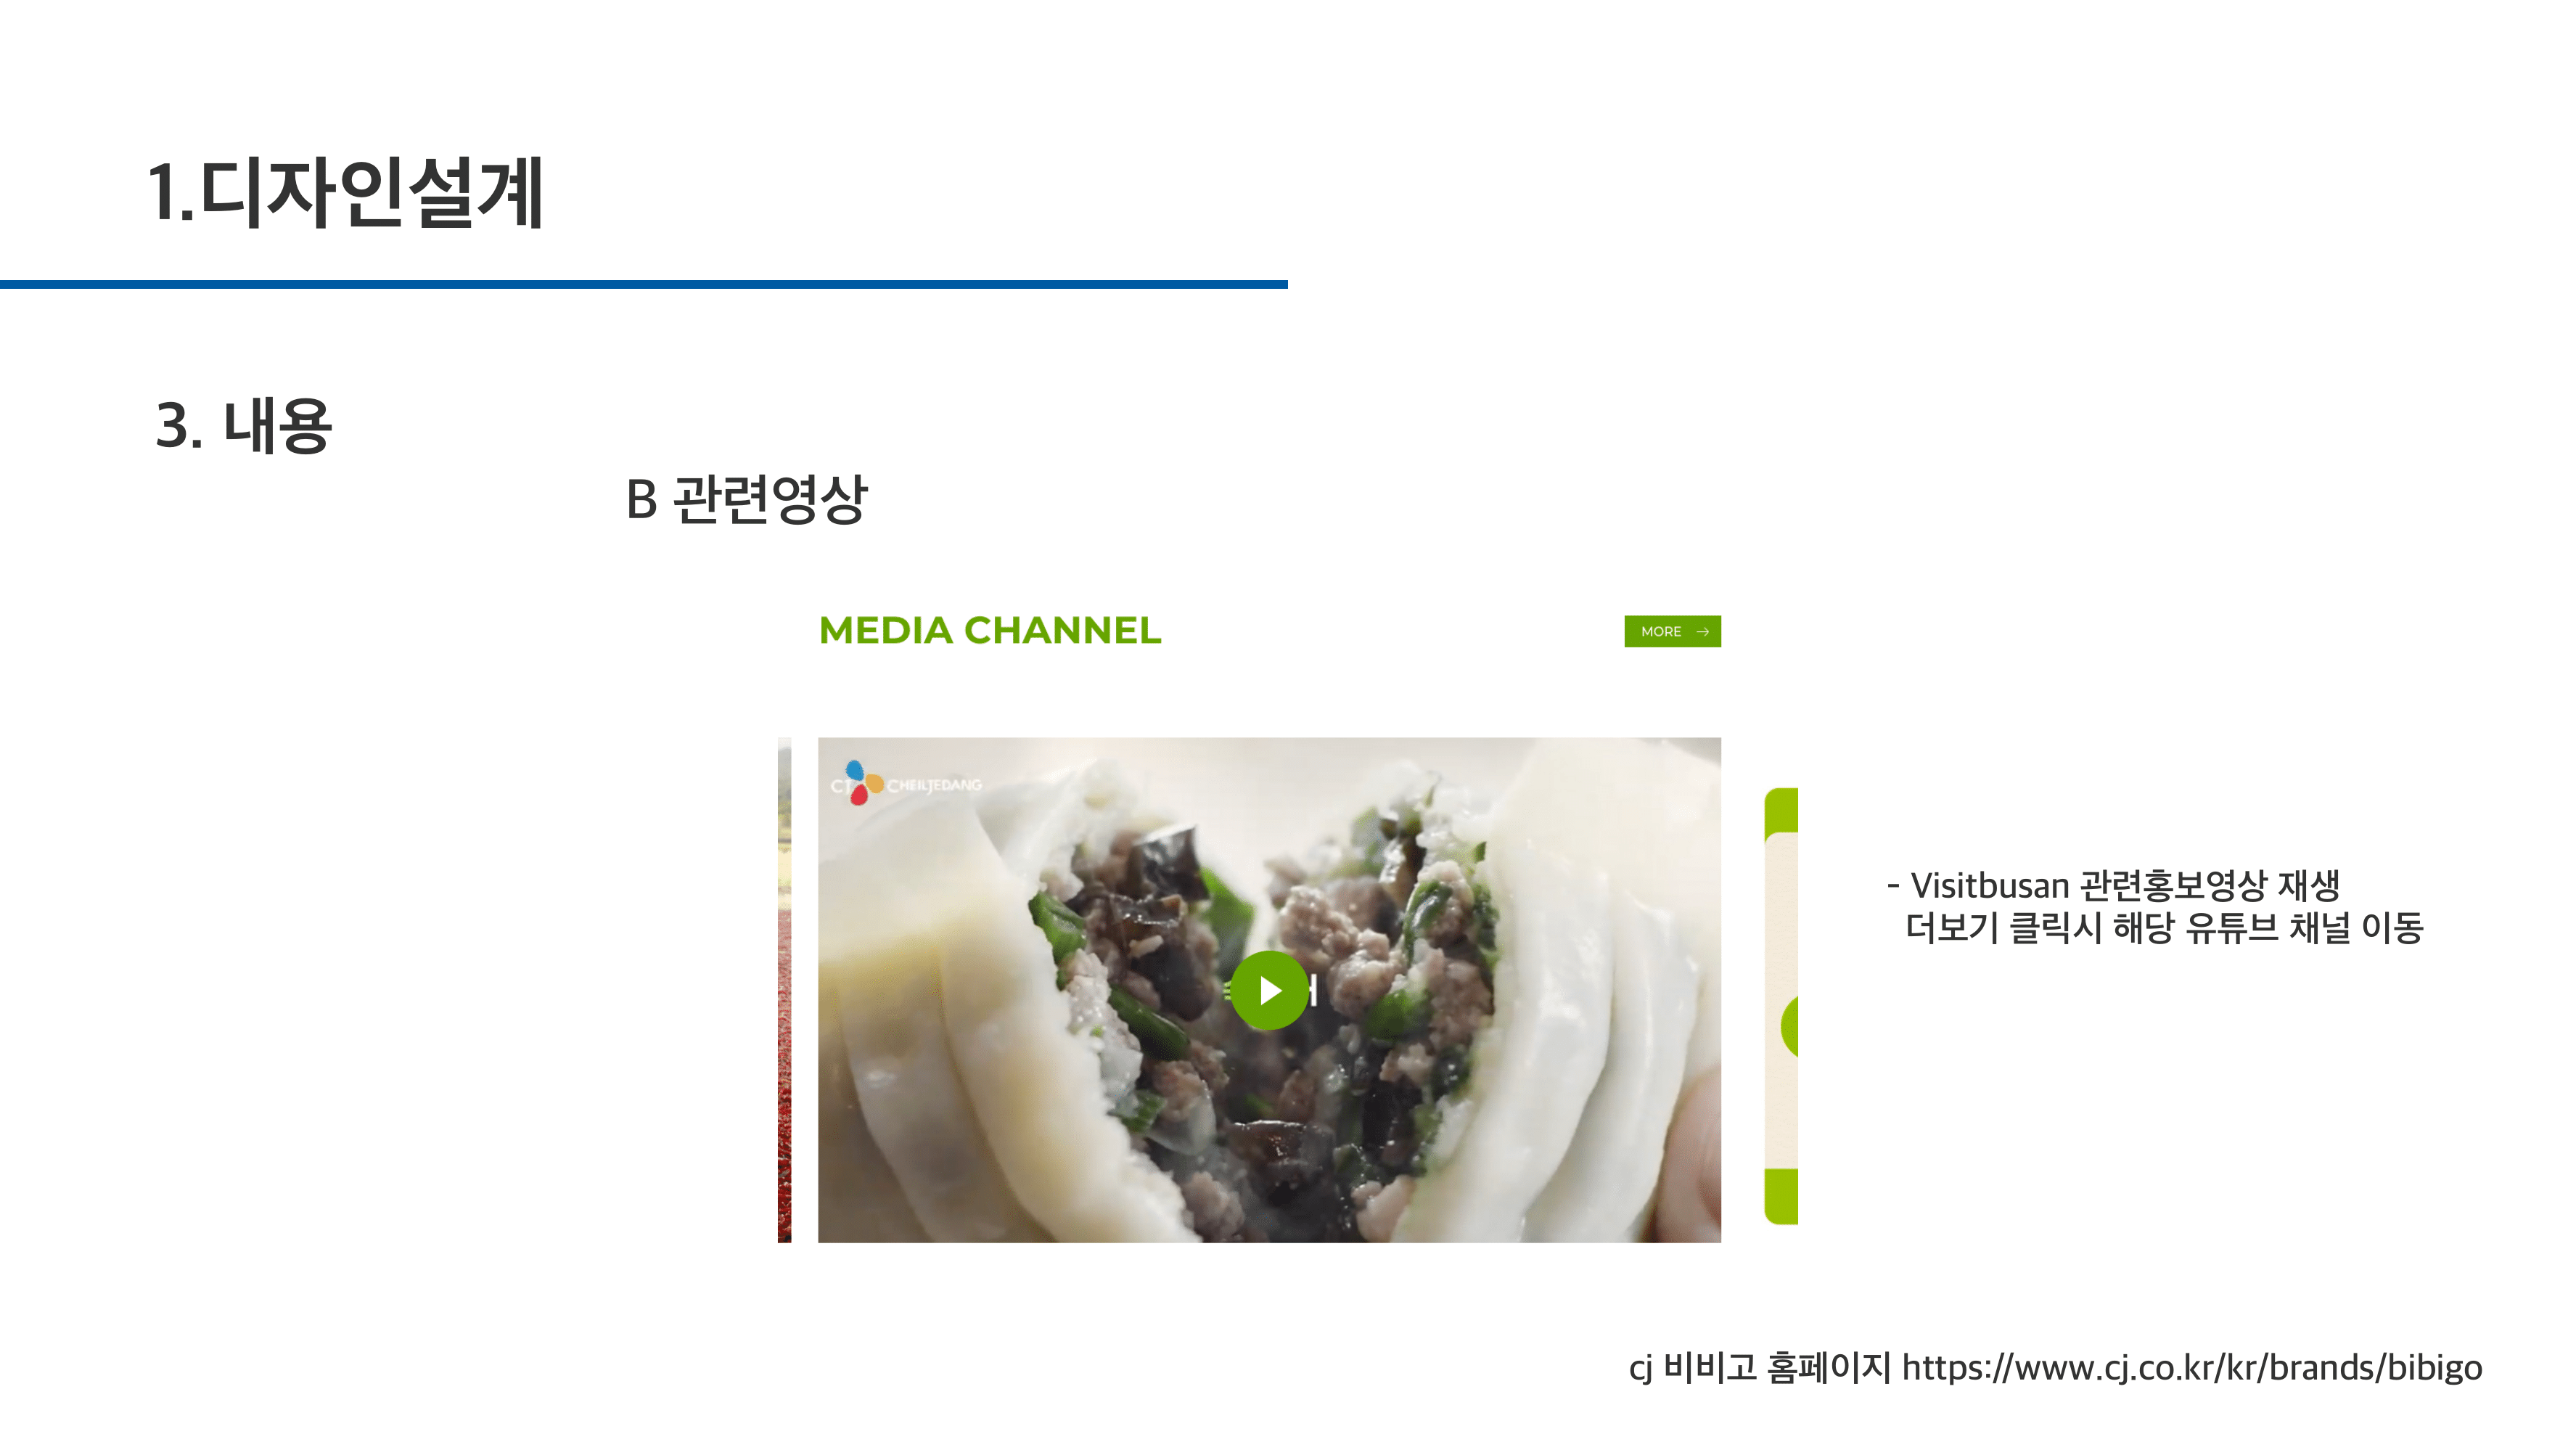 1.디자인설계
3. 내용
B 관련영상
MEDIA CHANNEL
MORE →
CJ CHEILJEDANG
- Visitbusan 관련홍보영상 재생
더보기 클릭시 해당 유튜브 채널 이동
cj 비비고 홈페이지 https://www.cj.co.kr/kr/brands/bibigo